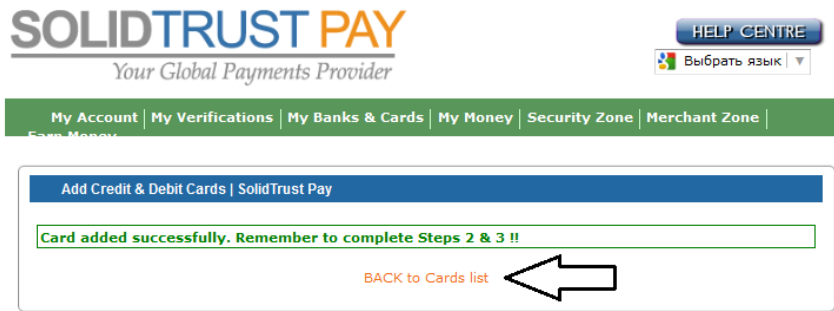 SOLIDTRUST PAY
Your Global Payments Provider
HELP CENTRE
Выбрать язык
My Account | My Verifications | My Banks & Cards | My Money | Security Zone | Merchant Zone |
Earn Money
Add Credit & Debit Cards | SolidTrust Pay
Card added successfully. Remember to complete Steps 2 & 3 !!
BACK to Cards list